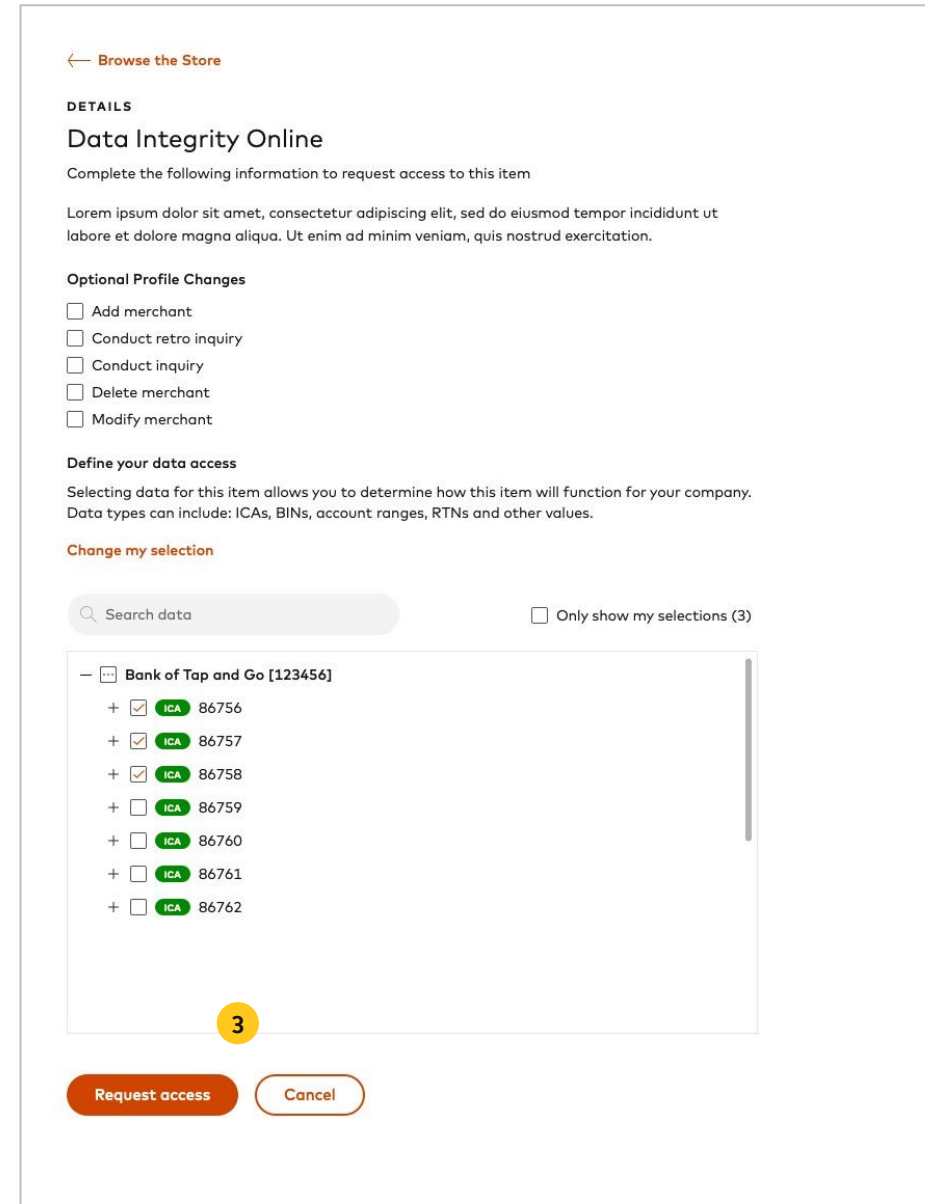 Browse the Store
DETAILS
Data Integrity Online
Complete the following information to request access to this item
Lorem ipsum dolor sit amet, consectetur adipiscing elit, sed do eiusmod tempor incididunt ut
labore et dolore magna aliqua. Ut enim ad minim veniam, quis nostrud exercitation.
Optional Profile Changes
Add merchant
Conduct retro inquiry
Conduct inquiry
Delete merchant
Modify merchant
Define your data access
Selecting data for this item allows you to determine how this item will function for your company.
Data types can include: ICAs, BINs, account ranges, RTNs and other values.
Change my selection
Search data Only show my selections (3)
Bank of Tap and Go [123456]
ICA 86756
ICA 86757
ICA 86758
ICA 86759
ICA 86760
ICA 86761
ICA 86762
3
Request access Cancel